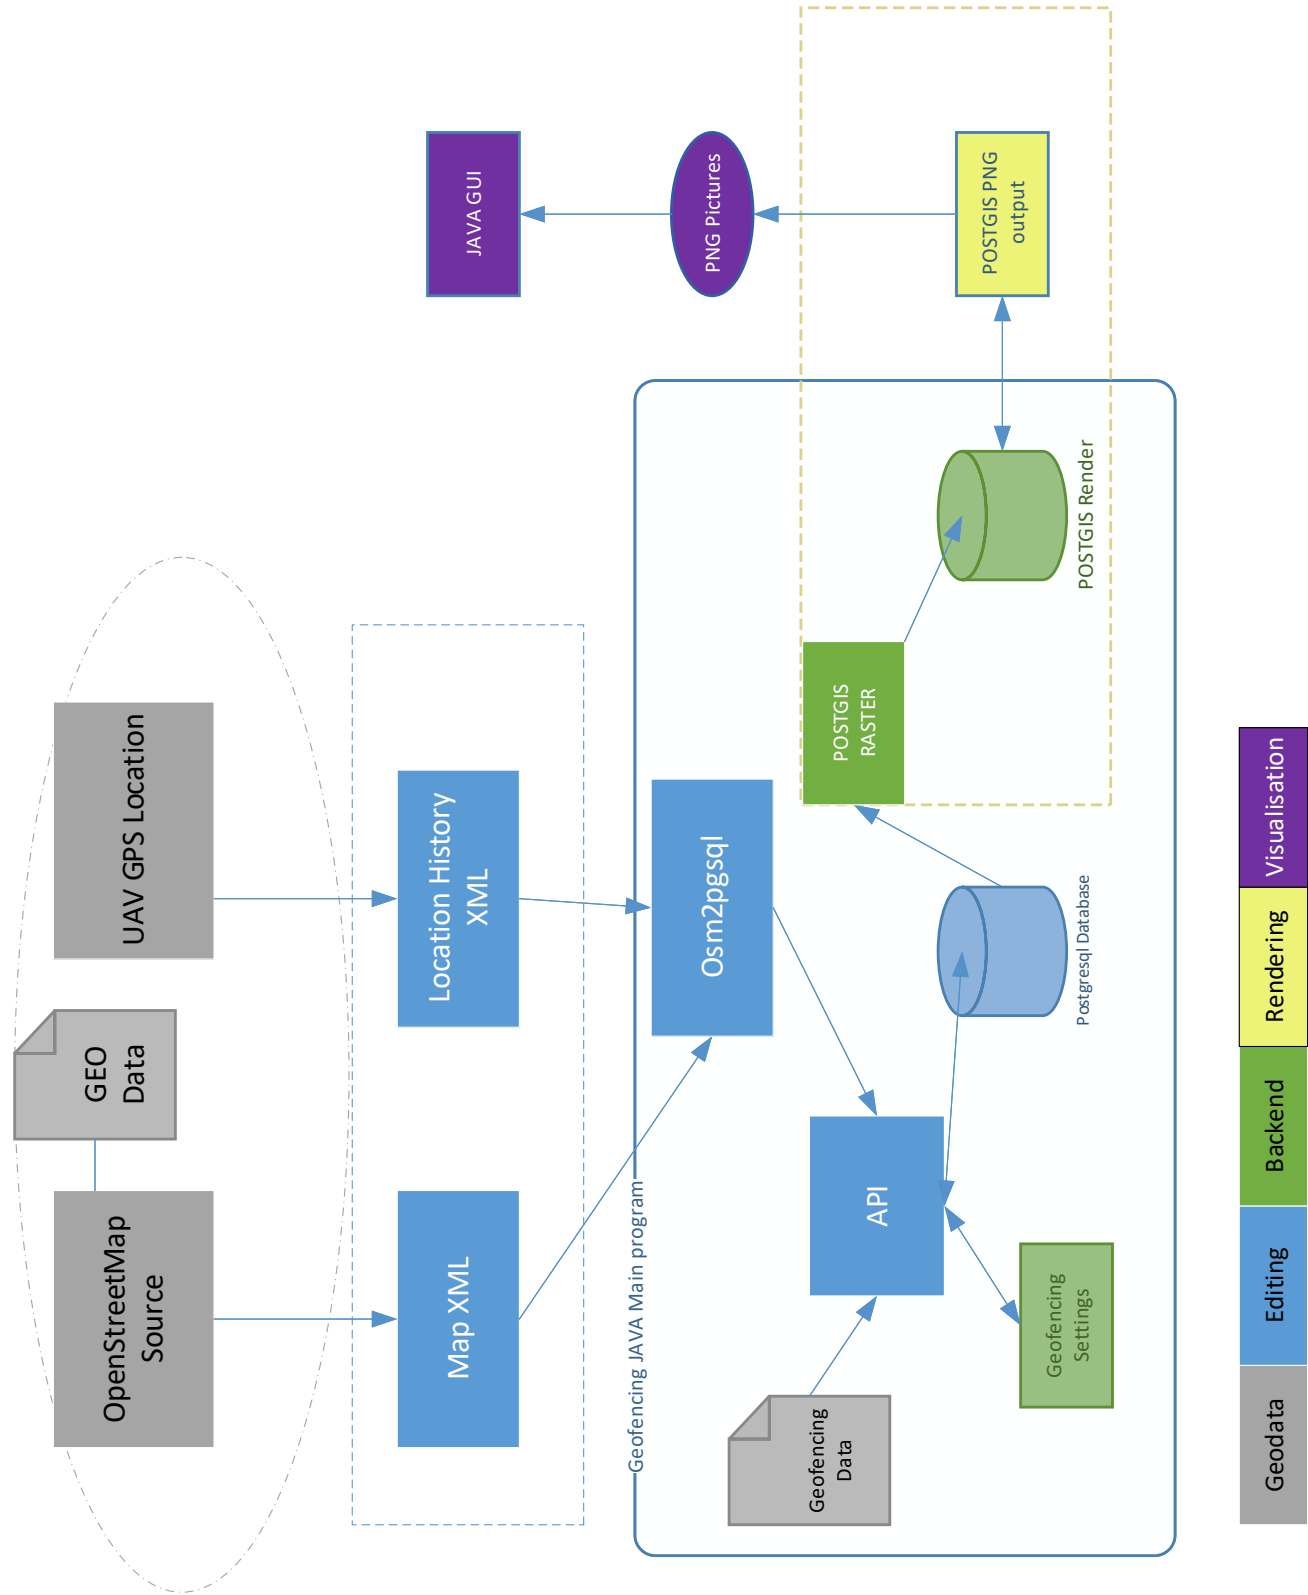 OpenStreetMap
Source
GEO
Data
UAV GPS Location
Map XML
Location History
XML
JAVA GUI
PNG Pictures
POSTGIS PNG
output
Geofencing JAVA Main program
Osm2pgsql
API
Geofencing
Data
Geofencing
Settings
Postgresql Database
POSTGIS
RASTER
POSTGIS Render
Geodata
Editing
Backend
Rendering
Visualisation